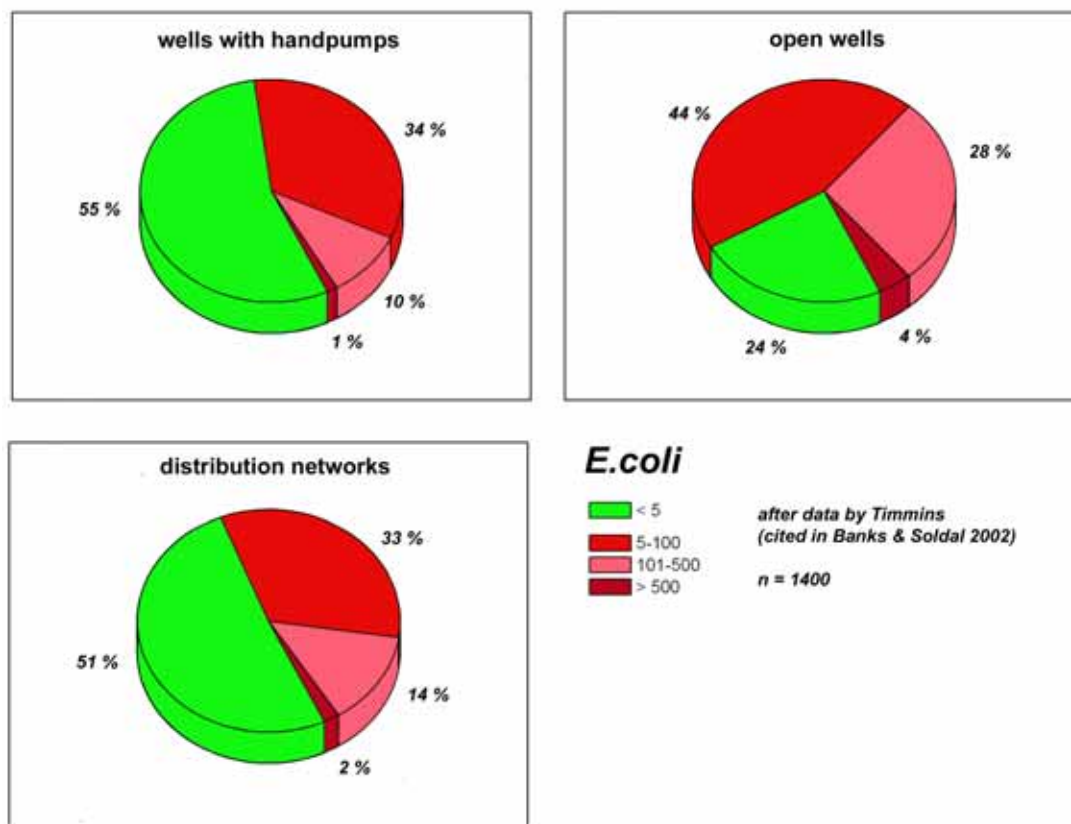 wells with handpumps
34 %
55 %
10 %
1 %
open wells
44 %
28 %
24 %
4 %
distribution networks
33 %
51 %
14 %
2 %
E.coli
< 5
5-100
101-500
> 500
after data by Timmins
(cited in Banks & Soldal 2002)
n = 1400